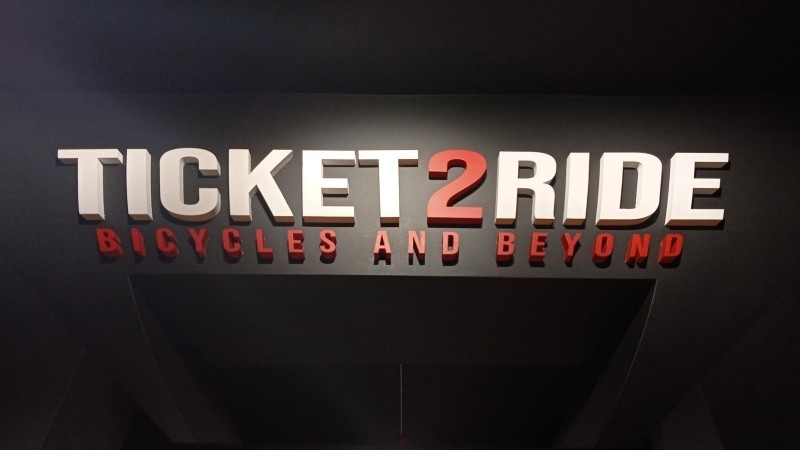 TICKET2RIDE
BICYCLES AND BEYOND